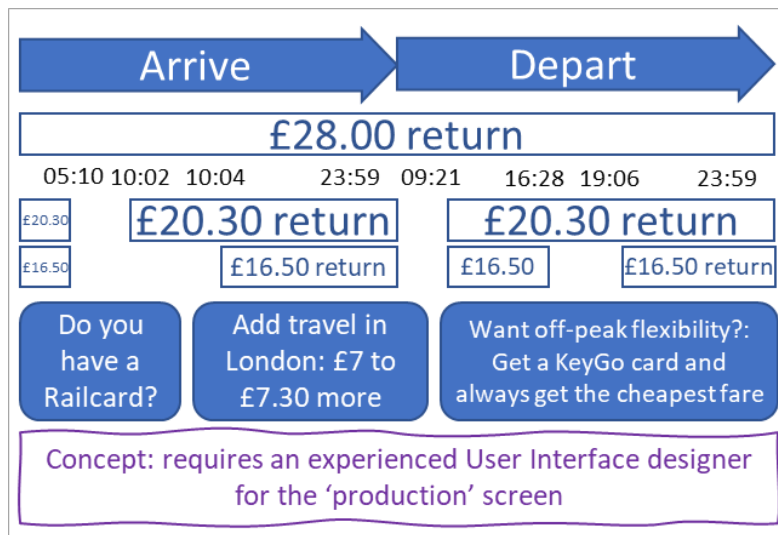 Arrive
Depart
£28.00 return
05:10 10:02 10:04 23:59 09:21 16:28 19:06 23:59
£20.30 £20.30 return £20.30 return
£16.50 £16.50 return £16.50 £16.50 return
Do you
have a
Railcard?
Add travel in
London: £7 to
£7.30 more
Want off-peak flexibility?:
Get a KeyGo card and
always get the cheapest fare
Concept: requires an experienced User Interface designer
for the ‘production’ screen